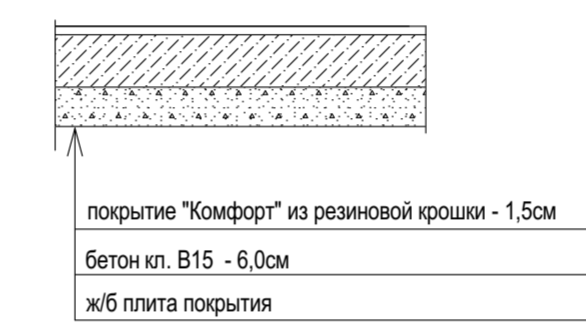 покрытие "Комфорт" из резиновой крошки - 1,5см
бетон кл. В15 - 6,0см
ж/б плита покрытия